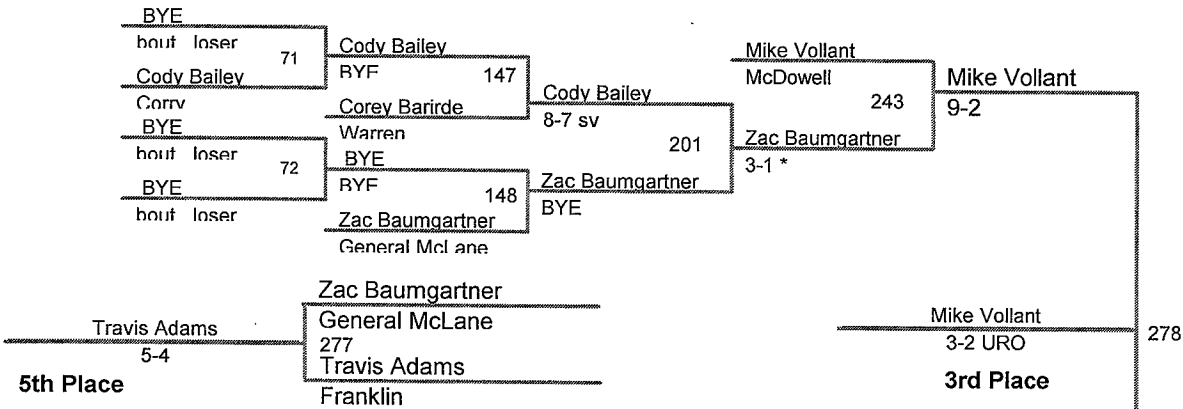 BYE
bout loser
71
Cody Bailey
Corry
BYE
bout loser
72
BYE
bout loser
Cody Bailey
BYE
147
Corey Barirde
Warren
BYE
BYE
148
Zac Baumgartner
General McLane
Cody Bailey
8-7 sv
201
Zac Baumgartner
BYE
Mike Vollant
McDowell
243
Zac Baumgartner
3-1 *
Mike Vollant
9-2
Zac Baumgartner
General McLane
277
Travis Adams
Franklin
Travis Adams
5-4
5th Place
Mike Vollant
3-2 URO
3rd Place
278